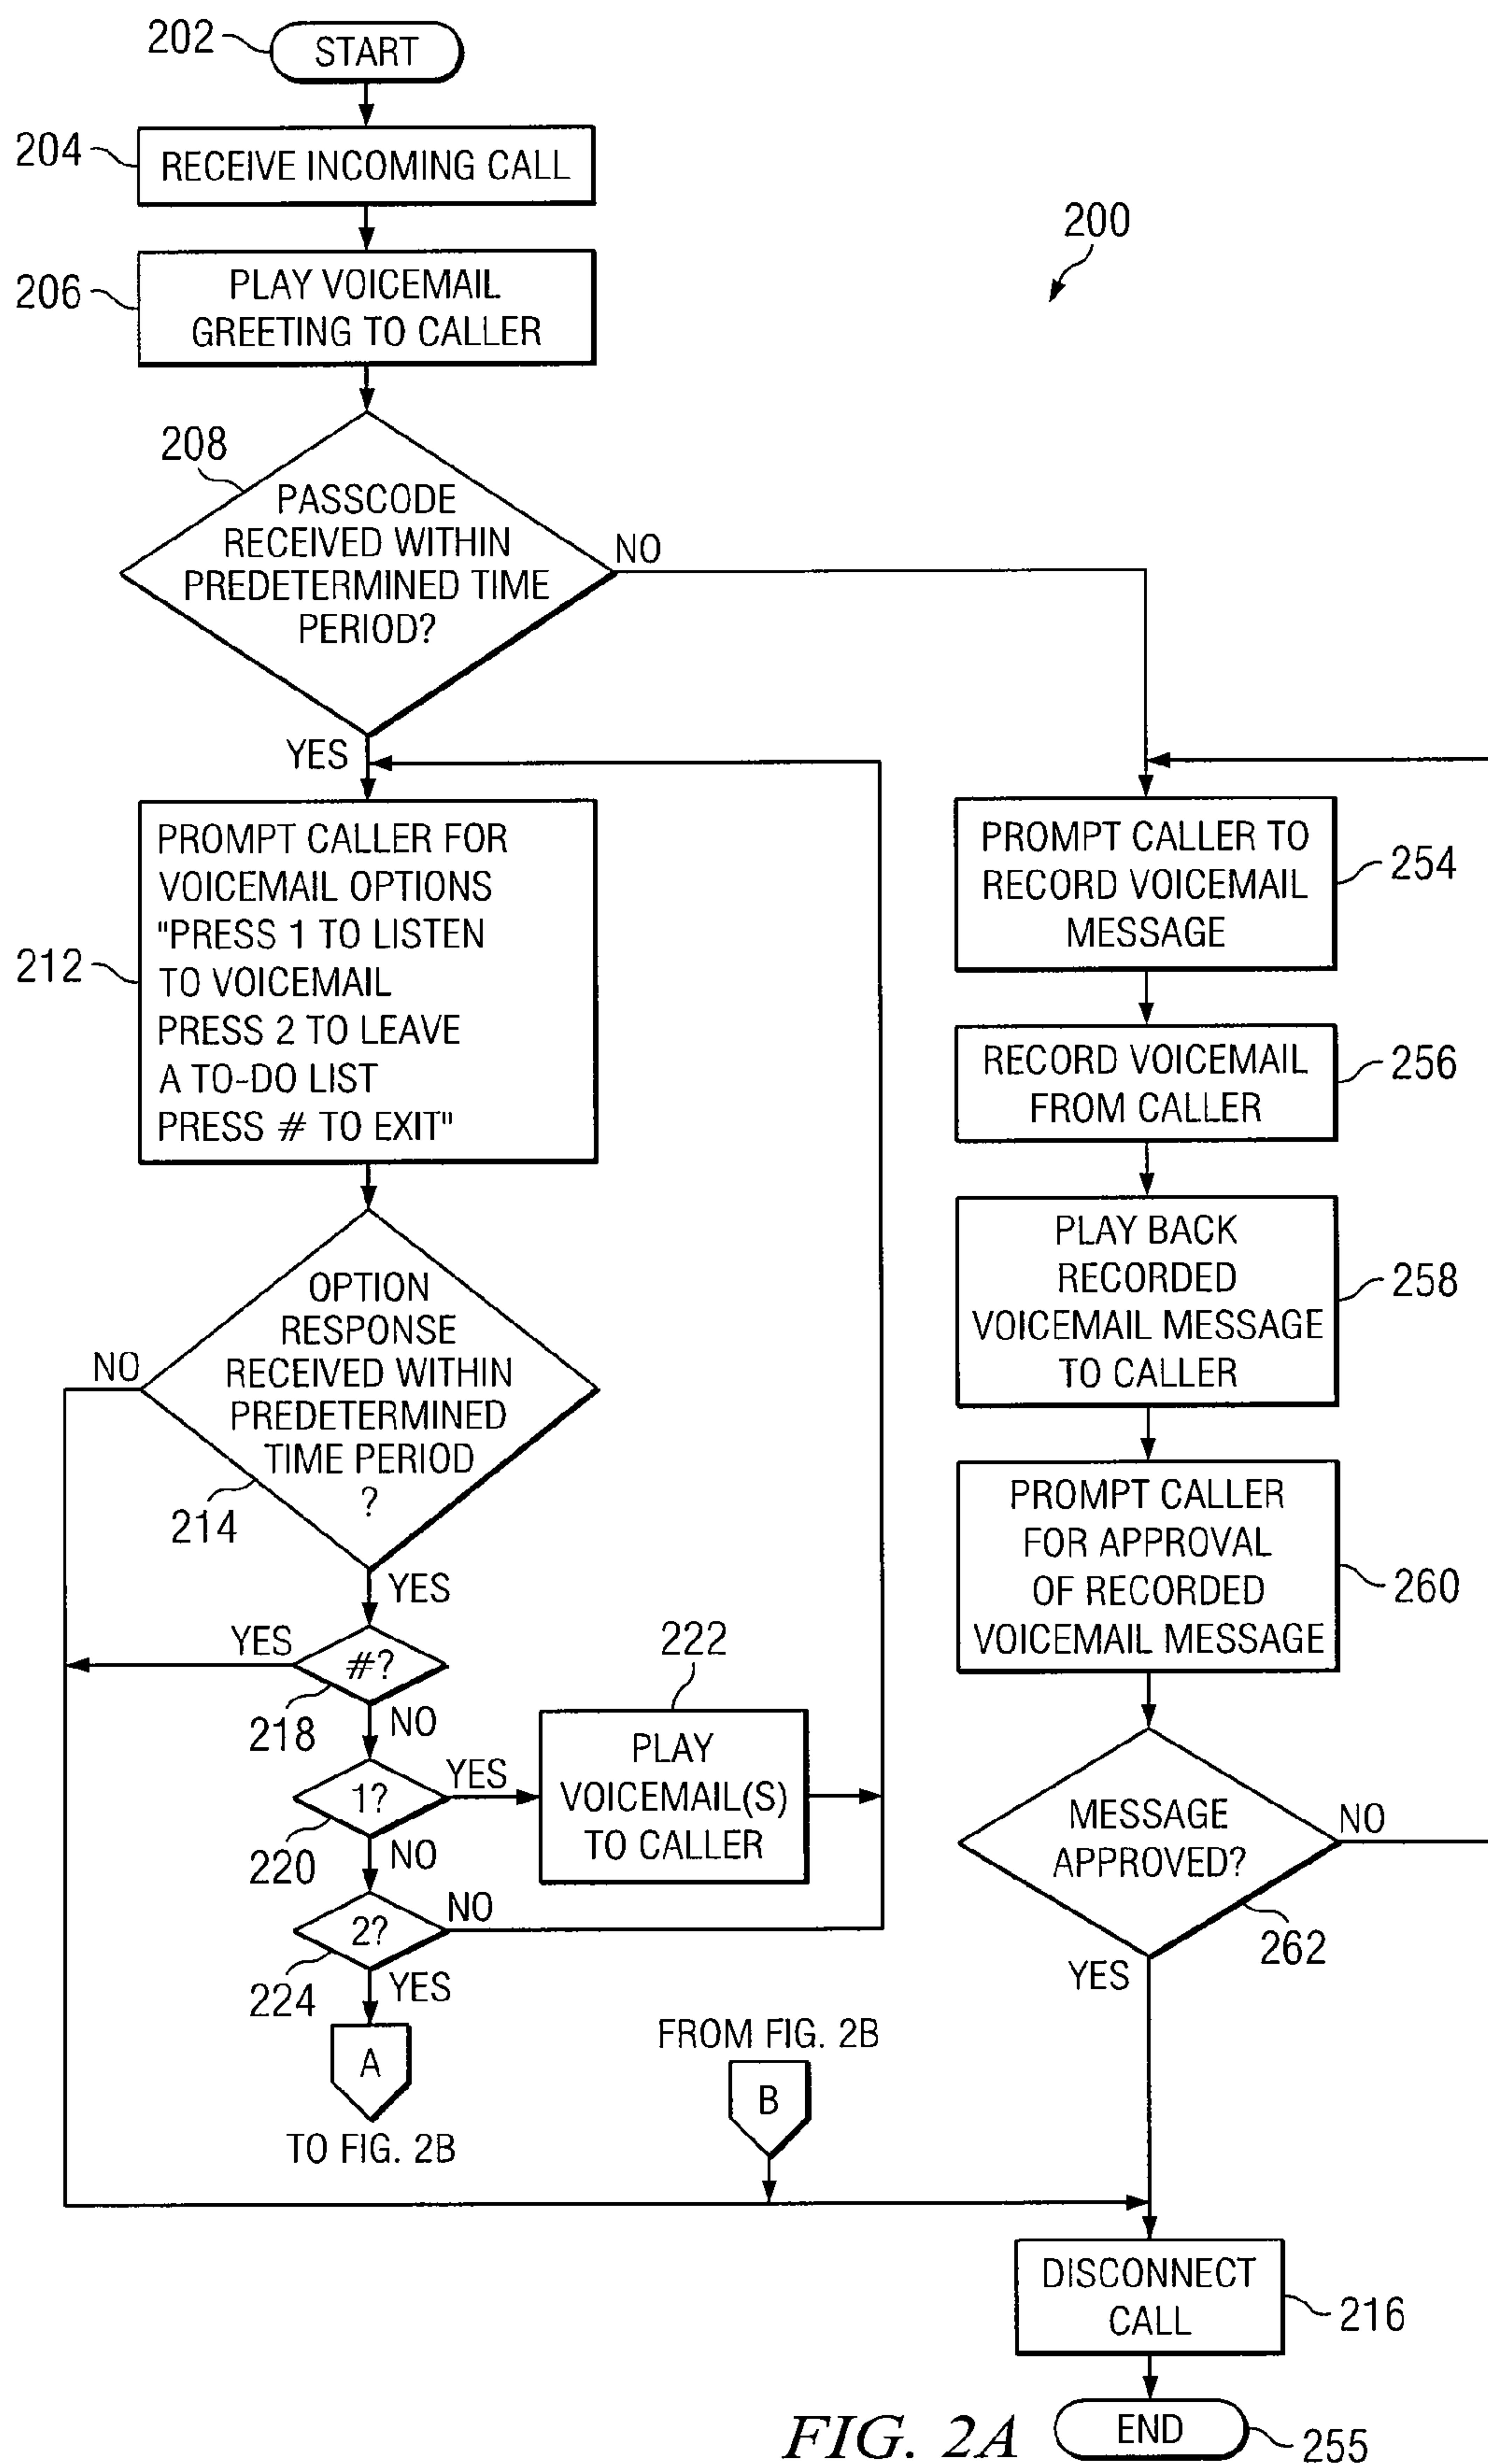 202
START
204
RECEIVE INCOMING CALL
200
206
PLAY VOICEMAIL
GREETING TO CALLER
208
PASSCODE
RECEIVED WITHIN
PREDETERMINED TIME
PERIOD?
NO
YES
212
PROMPT CALLER FOR
VOICEMAIL OPTIONS
"PRESS 1 TO LISTEN
TO VOICEMAIL
PRESS 2 TO LEAVE
A TO-DO LIST
PRESS # TO EXIT"
OPTION
RESPONSE
RECEIVED WITHIN
PREDETERMINED
TIME PERIOD
?
NO
214
YES
#?
YES
218
NO
1?
YES
220
NO
222
PLAY
VOICEMAIL(S)
TO CALLER
2?
NO
224
YES
A
TO FIG. 2B
FROM FIG. 2B
B
PROMPT CALLER TO
RECORD VOICEMAIL
MESSAGE
254
RECORD VOICEMAIL
FROM CALLER
256
PLAY BACK
RECORDED
VOICEMAIL MESSAGE
TO CALLER
258
PROMPT CALLER
FOR APPROVAL
OF RECORDED
VOICEMAIL MESSAGE
260
MESSAGE
APPROVED?
NO
262
YES
DISCONNECT
CALL
216
END
255
FIG. 2A